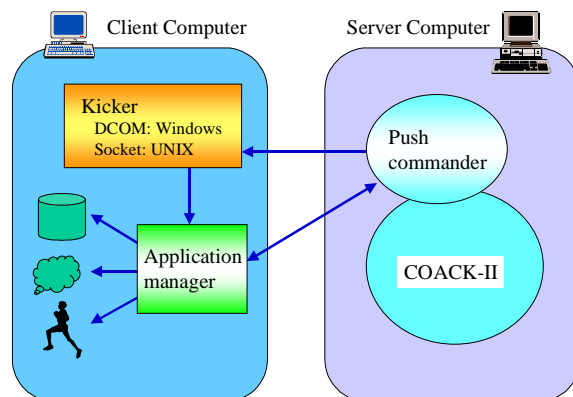 Client Computer
Server Computer
Kicker
DCOM: Windows
Socket: UNIX
Push
commander
Application
manager
COACK-II